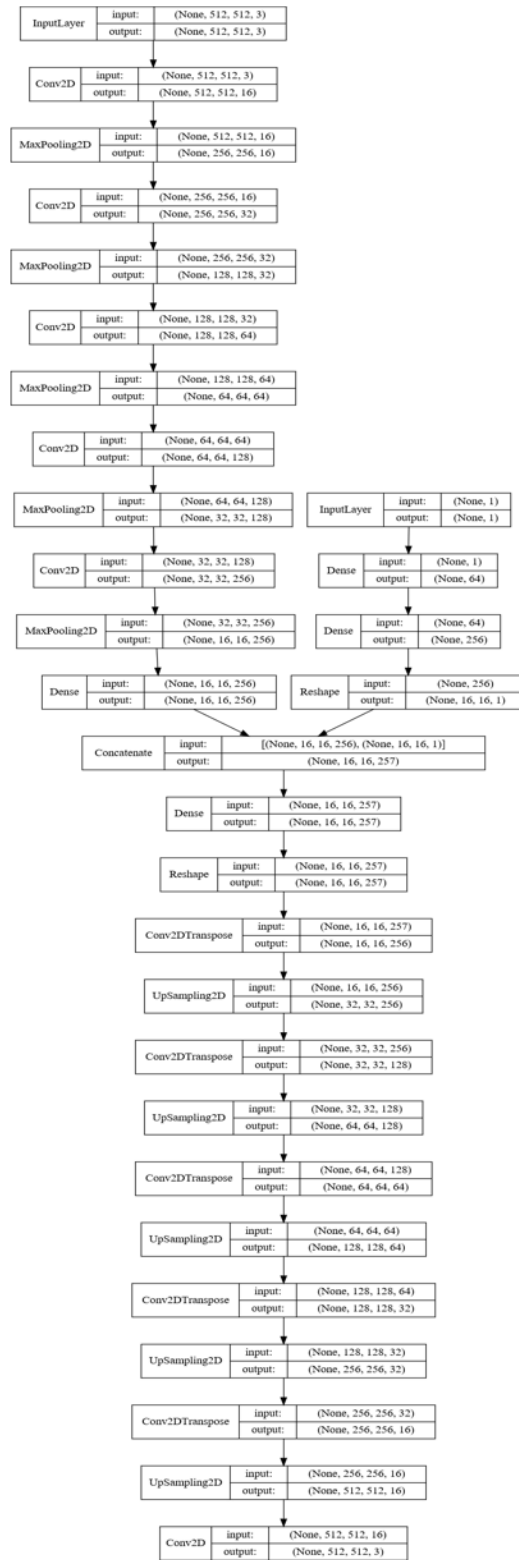 InputLayer input: (None, 512, 512, 3)
output: (None, 512, 512, 3)
Conv2D input: (None, 512, 512, 3)
output: (None, 512, 512, 16)
MaxPooling2D input: (None, 512, 512, 16)
output: (None, 256, 256, 16)
Conv2D input: (None, 256, 256, 16)
output: (None, 256, 256, 32)
MaxPooling2D input: (None, 256, 256, 32)
output: (None, 128, 128, 32)
Conv2D input: (None, 128, 128, 32)
output: (None, 128, 128, 64)
MaxPooling2D input: (None, 128, 128, 64)
output: (None, 64, 64, 64)
Conv2D input: (None, 64, 64, 64)
output: (None, 64, 64, 128)
MaxPooling2D input: (None, 64, 64, 128)
output: (None, 32, 32, 128)
Conv2D input: (None, 32, 32, 128)
output: (None, 32, 32, 256)
MaxPooling2D input: (None, 32, 32, 256)
output: (None, 16, 16, 256)
Dense input: (None, 16, 16, 256)
output: (None, 16, 16, 256)
InputLayer input: (None, 1)
output: (None, 1)
Dense input: (None, 1)
output: (None, 64)
Dense input: (None, 64)
output: (None, 256)
Reshape input: (None, 256)
output: (None, 16, 16, 1)
Concatenate input: [(None, 16, 16, 256), (None, 16, 16, 1)]
output: (None, 16, 16, 257)
Dense input: (None, 16, 16, 257)
output: (None, 16, 16, 257)
Reshape input: (None, 16, 16, 257)
output: (None, 16, 16, 257)
Conv2DTranspose input: (None, 16, 16, 257)
output: (None, 16, 16, 256)
UpSampling2D input: (None, 16, 16, 256)
output: (None, 32, 32, 256)
Conv2DTranspose input: (None, 32, 32, 256)
output: (None, 32, 32, 128)
UpSampling2D input: (None, 32, 32, 128)
output: (None, 64, 64, 128)
Conv2DTranspose input: (None, 64, 64, 128)
output: (None, 64, 64, 64)
UpSampling2D input: (None, 64, 64, 64)
output: (None, 128, 128, 64)
Conv2DTranspose input: (None, 128, 128, 64)
output: (None, 128, 128, 32)
UpSampling2D input: (None, 128, 128, 32)
output: (None, 256, 256, 32)
Conv2DTranspose input: (None, 256, 256, 32)
output: (None, 256, 256, 16)
UpSampling2D input: (None, 256, 256, 16)
output: (None, 512, 512, 16)
Conv2D input: (None, 512, 512, 16)
output: (None, 512, 512, 3)